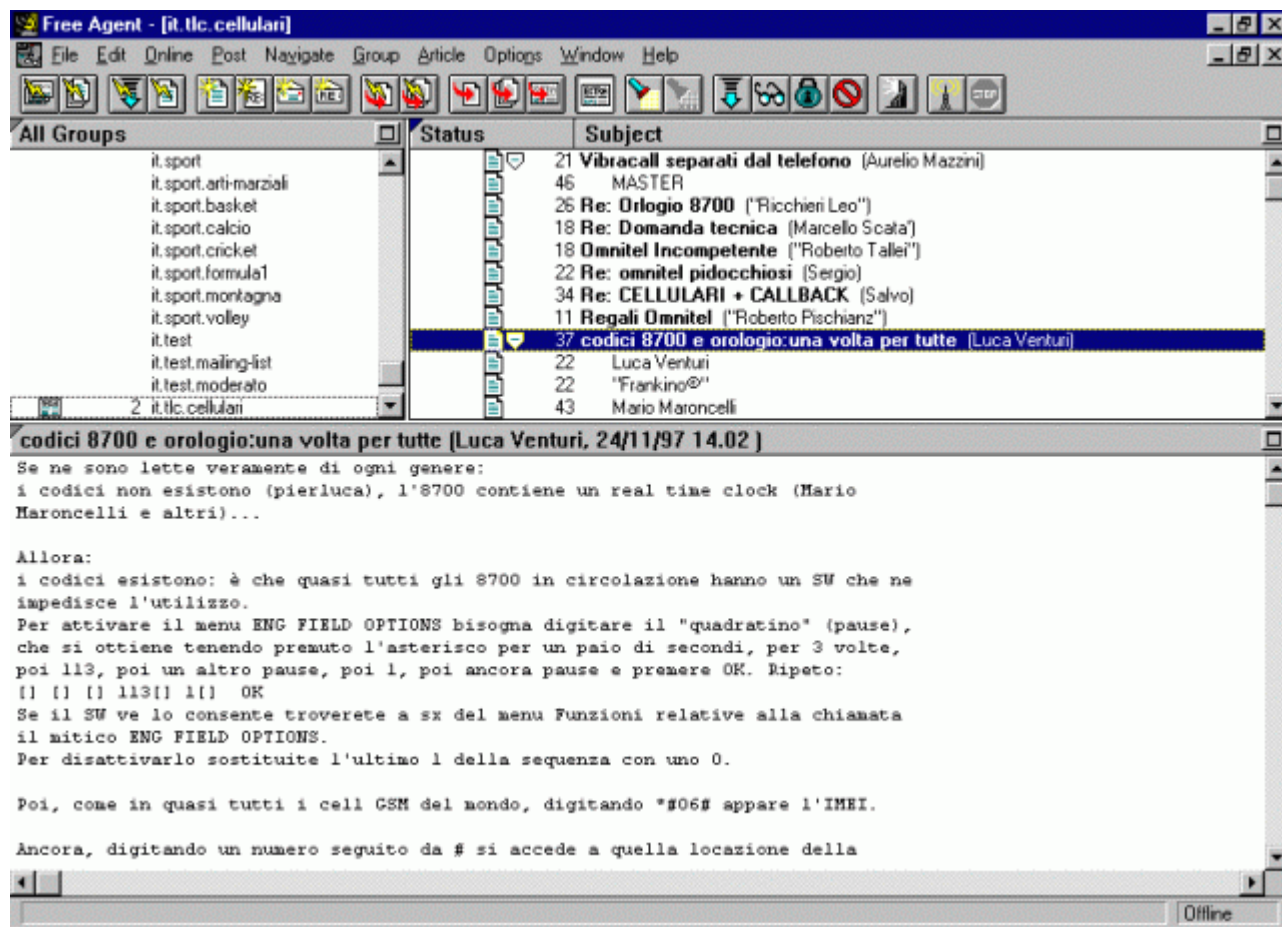 Free Agent - [it.tlc.cellulari]
File Edit Online Post Navigate Group Article Options Window Help
All Groups
it.sport
it.sport.arti-marziali
it.sport.basket
it.sport.calcio
it.sport.cricket
it.sport.formula1
it.sport.montagna
it.sport.volley
it.test
it.test.mailing-list
it.test.moderato
2 it.tlc.cellulari
Status Subject
21 Vibracall separati dal telefono (Aurelio Mazzini)
46 MASTER
26 Re: Orlogio 8700 ("Ricchieri Leo")
18 Re: Domanda tecnica (Marcello Scata')
18 Omnitel Incompetente ("Roberto Tallei")
22 Re: omnitel pidocchiosi (Sergio)
34 Re: CELLULARI + CALLBACK (Salvo)
11 Regali Omnitel ("Roberto Pischianz")
37 codici 8700 e orologio:una volta per tutte (Luca Venturi)
22 Luca Venturi
22 "Frankino®"
43 Mario Maroncelli
codici 8700 e orologio:una volta per tutte (Luca Venturi, 24/11/97 14.02 )
Se ne sono lette veramente di ogni genere:
i codici non esistono (pierluca), l'8700 contiene un real time clock (Mario
Maroncelli e altri)...
Allora:
i codici esistono: è che quasi tutti gli 8700 in circolazione hanno un SW che ne
impedisce l'utilizzo.
Per attivare il menu ENG FIELD OPTIONS bisogna digitare il "quadratino" (pause),
che si ottiene tenendo premuto l'asterisco per un paio di secondi, per 3 volte,
poi 113, poi un altro pause, poi 1, poi ancora pause e premere OK. Ripeto:
[] [] [] 113[] 1[]  OK
Se il SW ve lo consente troverete a sx del menu Funzioni relative alla chiamata
il mitico ENG FIELD OPTIONS.
Per disattivarlo sostituite l'ultimo 1 della sequenza con uno 0.
Poi, come in quasi tutti i cell GSM del mondo, digitando *#06# appare l'IMEI.
Ancora, digitando un numero seguito da # si accede a quella locazione della
Offline